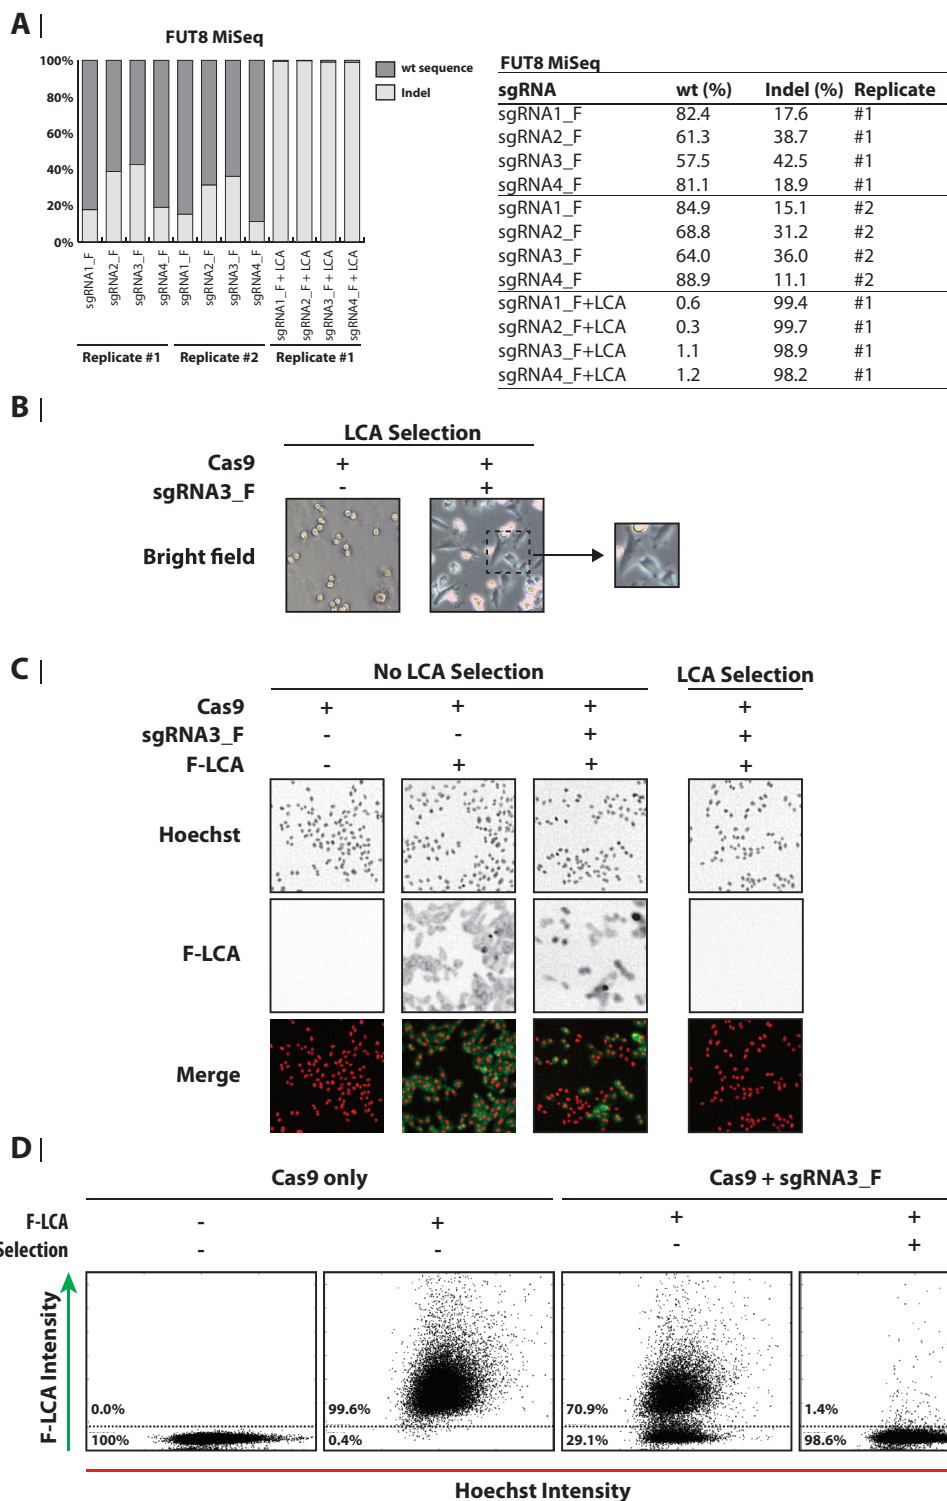 A |
FUT8 MiSeq
100%
80%
60%
40%
20%
0%
wt sequence
Indel
sgRNA1_F
sgRNA2_F
sgRNA3_F
sgRNA4_F
sgRNA1_F
sgRNA2_F
sgRNA3_F
sgRNA4_F
sgRNA1_F + LCA
sgRNA2_F + LCA
sgRNA3_F + LCA
sgRNA4_F + LCA
Replicate #1 Replicate #2 Replicate #1
FUT8 MiSeq
sgRNA wt (%) Indel (%) Replicate
sgRNA1_F 82.4 17.6 #1
sgRNA2_F 61.3 38.7 #1
sgRNA3_F 57.5 42.5 #1
sgRNA4_F 81.1 18.9 #1
sgRNA1_F 84.9 15.1 #2
sgRNA2_F 68.8 31.2 #2
sgRNA3_F 64.0 36.0 #2
sgRNA4_F 88.9 11.1 #2
sgRNA1_F+LCA 0.6 99.4 #1
sgRNA2_F+LCA 0.3 99.7 #1
sgRNA3_F+LCA 1.1 98.9 #1
sgRNA4_F+LCA 1.2 98.2 #1
B |
LCA Selection
Cas9 + +
sgRNA3_F - +
Bright field
C |
No LCA Selection LCA Selection
Cas9 + + + +
sgRNA3_F - - + +
F-LCA - + + +
Hoechst
F-LCA
Merge
D |
Cas9 only Cas9 + sgRNA3_F
F-LCA - + + +
Selection - - - +
F-LCA Intensity
0.0% 99.6% 70.9% 1.4%
100% 0.4% 29.1% 98.6%
Hoechst Intensity